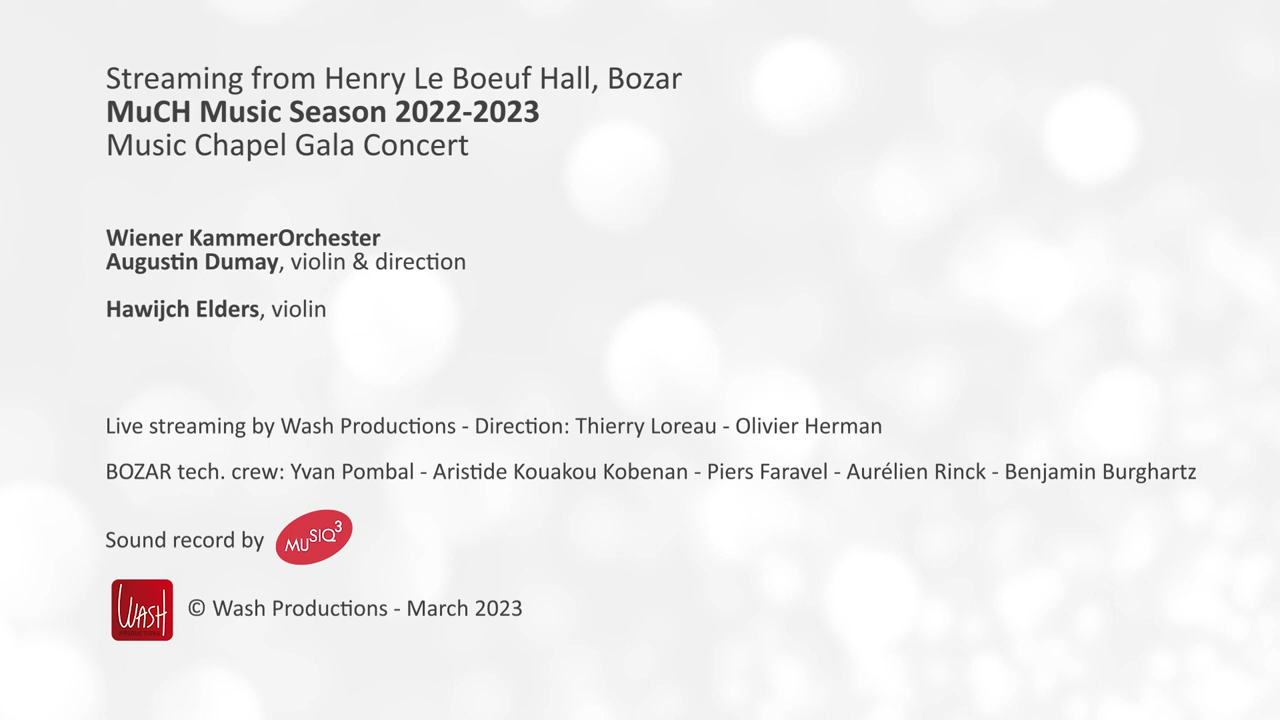 Streaming from Henry Le Boeuf Hall, Bozar
MuCH Music Season 2022-2023
Music Chapel Gala Concert
Wiener KammerOrchester
Augustin Dumay, violin & direction
Hawijch Elders, violin
Live streaming by Wash Productions - Direction: Thierry Loreau - Olivier Herman
BOZAR tech. crew: Yvan Pombal - Aristide Kouakou Kobenan - Piers Faravel - Aurélien Rinck - Benjamin Burghartz
Sound record by MUSIQ3
WASH
© Wash Productions - March 2023